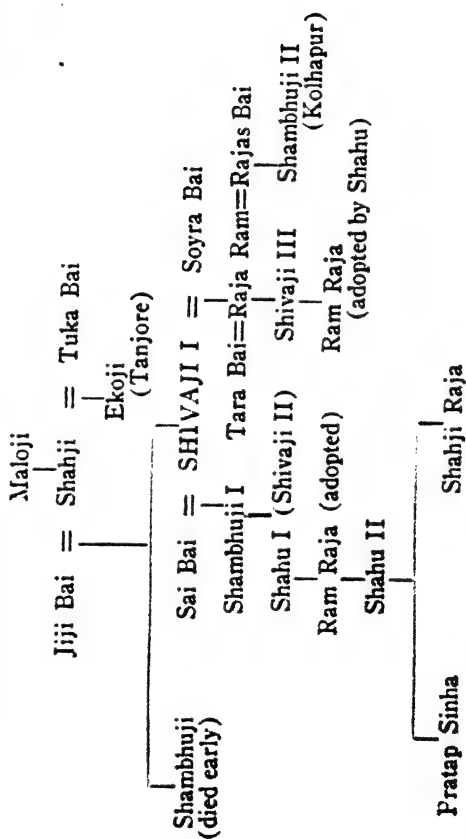 Maloji
Jiji Bai = Shahji = Tuka Bai
Ekoji
(Tanjore)
Shambhuji
(died early)
Sai Bai = SHIVAJI I = Soyra Bai
Shambhuji I
Tara Bai=Raja Ram=Rajas Bai
Shahu I (Shivaji II)
Shivaji III
Shambhuji II
(Kolhapur)
Ram Raja (adopted)
Ram Raja
(adopted by Shahu)
Shahu II
Pratap Sinha
Shahji Raja